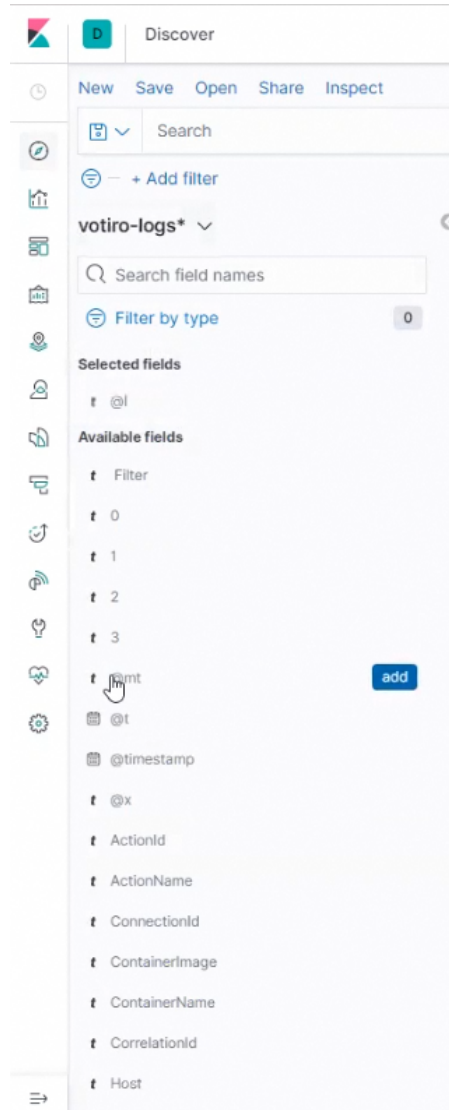 D Discover
New Save Open Share Inspect
Search
+ Add filter
votiro-logs*
Search field names
Filter by type 0
Selected fields
t @l
Available fields
t Filter
t 0
t 1
t 2
t 3
t @mt add
@t
@timestamp
t @x
t ActionId
t ActionName
t ConnectionId
t ContainerImage
t ContainerName
t CorrelationId
t Host